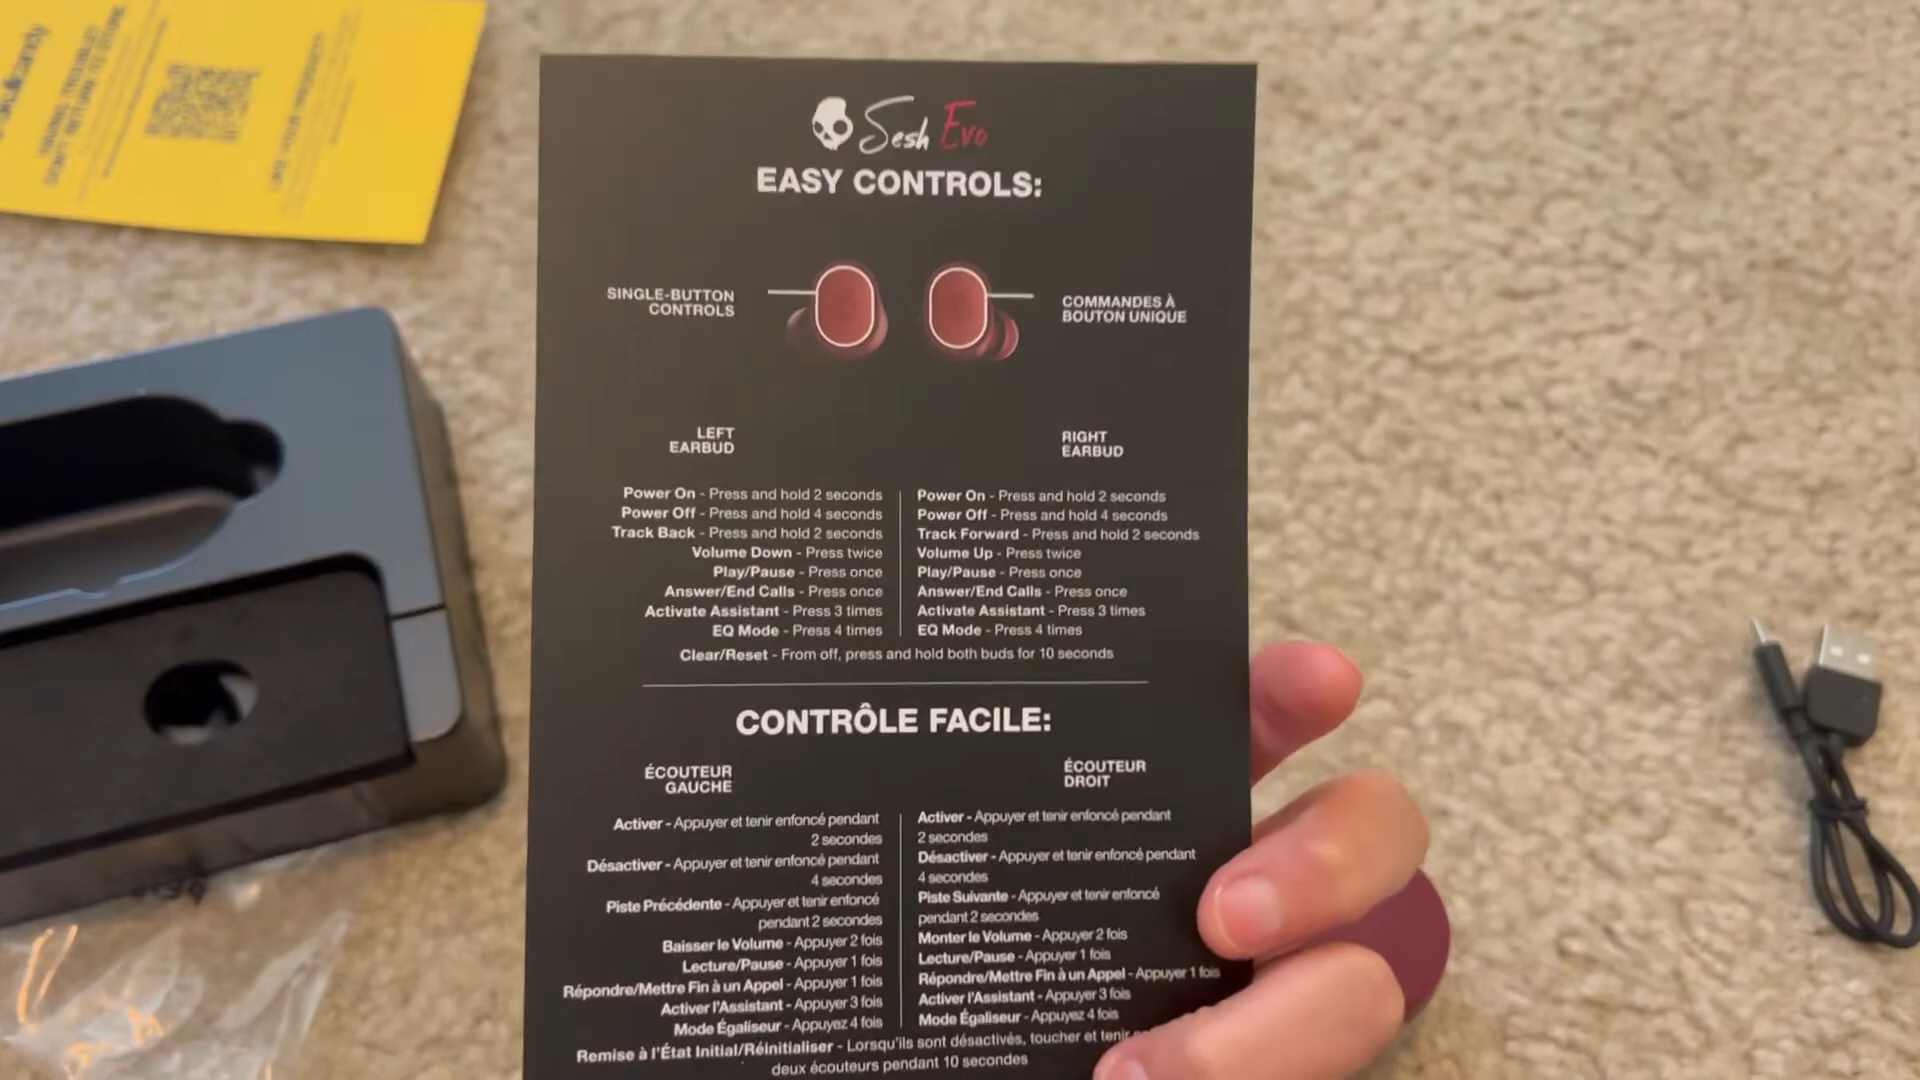 Skullcandy
HAVING TROUBLE?
DON'T RETURN TO STORE.
Sesh Evo
EASY CONTROLS:
SINGLE-BUTTON
CONTROLS
COMMANDES À
BOUTON UNIQUE
LEFT
EARBUD
RIGHT
EARBUD
Power On - Press and hold 2 seconds
Power Off - Press and hold 4 seconds
Track Back - Press and hold 2 seconds
Volume Down - Press twice
Play/Pause - Press once
Answer/End Calls - Press once
Activate Assistant - Press 3 times
EQ Mode - Press 4 times
Power On - Press and hold 2 seconds
Power Off - Press and hold 4 seconds
Track Forward - Press and hold 2 seconds
Volume Up - Press twice
Play/Pause - Press once
Answer/End Calls - Press once
Activate Assistant - Press 3 times
EQ Mode - Press 4 times
Clear/Reset - From off, press and hold both buds for 10 seconds
CONTRÔLE FACILE:
ÉCOUTEUR
GAUCHE
ÉCOUTEUR
DROIT
Activer - Appuyer et tenir enfoncé pendant
2 secondes
Désactiver - Appuyer et tenir enfoncé pendant
4 secondes
Piste Précédente - Appuyer et tenir enfoncé
pendant 2 secondes
Baisser le Volume - Appuyer 2 fois
Lecture/Pause - Appuyer 1 fois
Répondre/Mettre Fin à un Appel - Appuyer 1 fois
Activer l'Assistant - Appuyer 3 fois
Mode Égaliseur - Appuyez 4 fois
Activer - Appuyer et tenir enfoncé pendant
2 secondes
Désactiver - Appuyer et tenir enfoncé pendant
4 secondes
Piste Suivante - Appuyer et tenir enfoncé
pendant 2 secondes
Monter le Volume - Appuyer 2 fois
Lecture/Pause - Appuyer 1 fois
Répondre/Mettre Fin à un Appel - Appuyer 1 fois
Activer l'Assistant - Appuyer 3 fois
Mode Égaliseur - Appuyez 4 fois
Remise à l'État Initial/Réinitialiser - Lorsqu'ils sont désactivés, toucher et tenir
deux écouteurs pendant 10 secondes